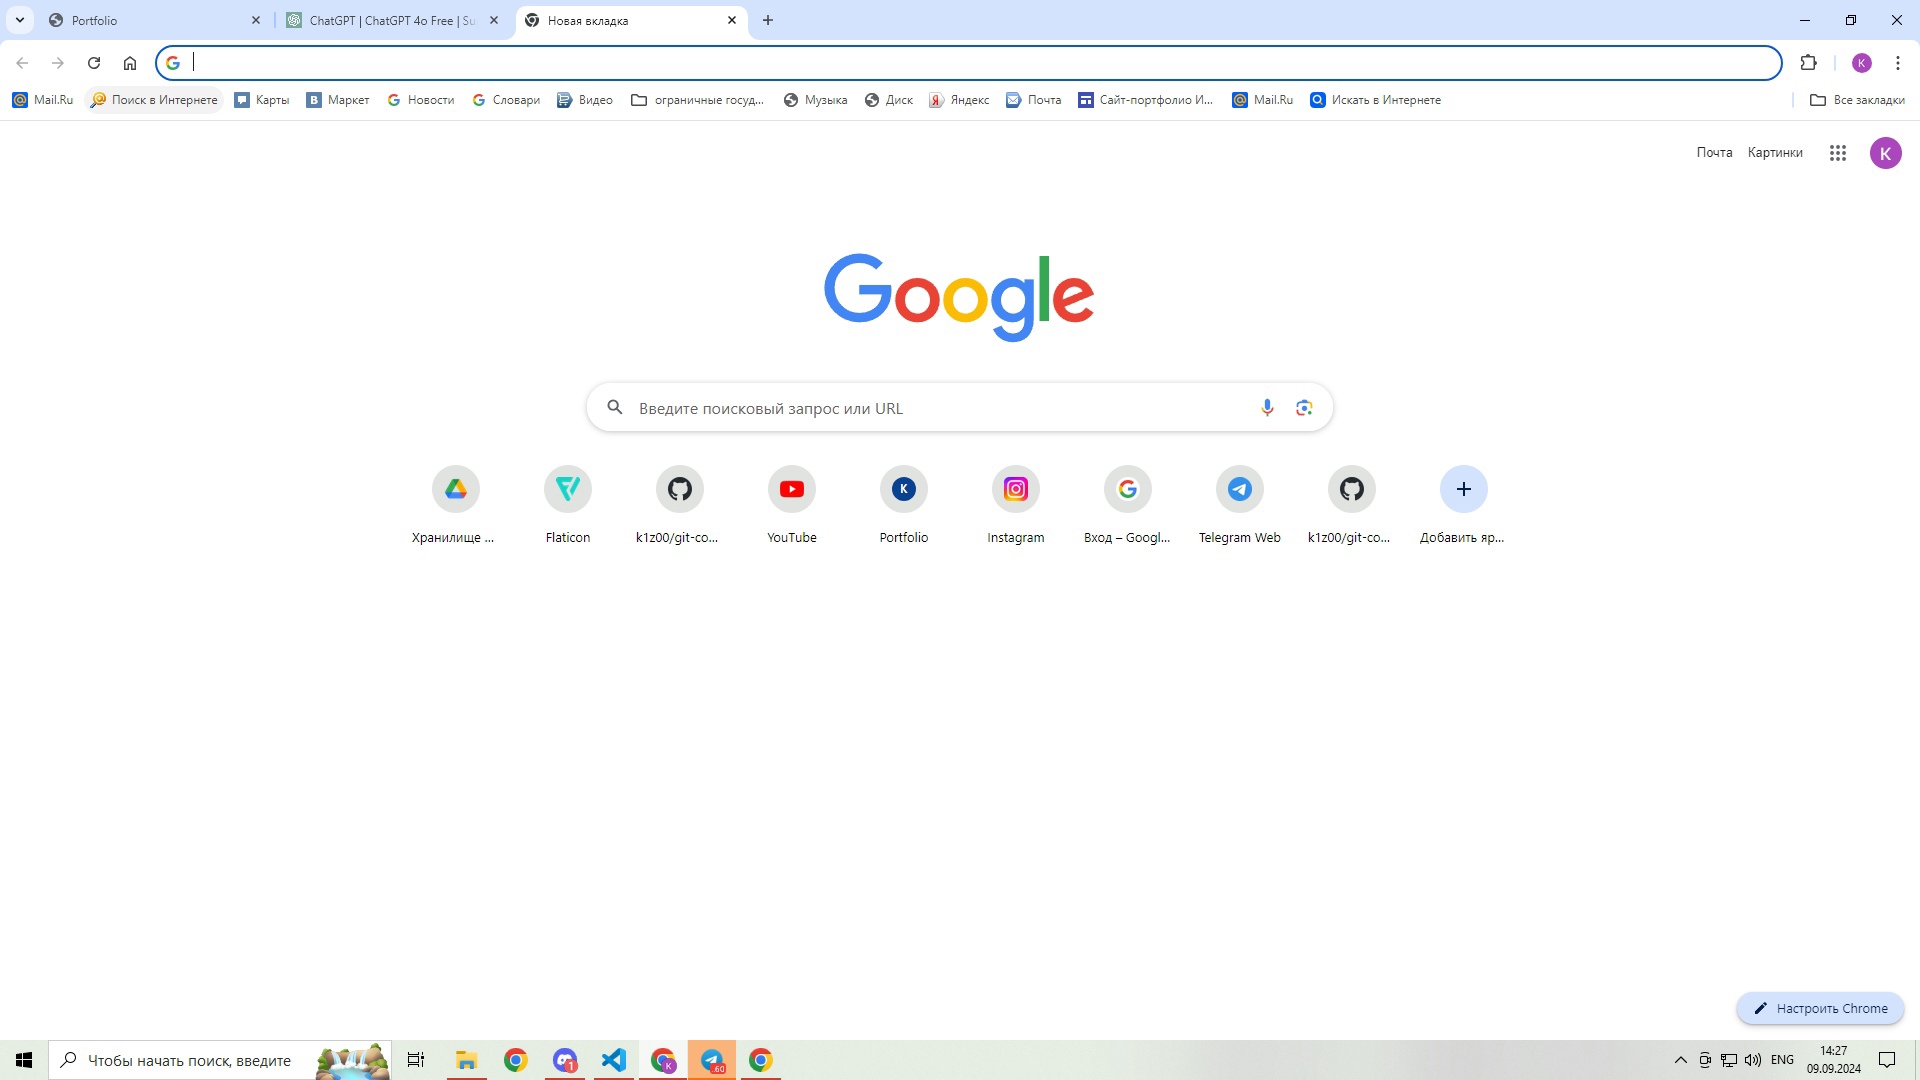 Portfolio
ChatGPT | ChatGPT 4o Free | Su
Новая вкладка
Mail.Ru
Поиск в Интернете
Карты
Маркет
Новости
Словари
Видео
ограничные госуд...
Музыка
Диск
Яндекс
Почта
Сайт-портфолио И...
Mail.Ru
Искать в Интернете
Все закладки
Почта
Картинки
K
Google
Введите поисковый запрос или URL
Хранилище ...
Flaticon
k1z00/git-co...
YouTube
Portfolio
Instagram
Вход – Googl...
Telegram Web
k1z00/git-co...
Добавить яр...
Настроить Chrome
Чтобы начать поиск, введите
ENG
14:27
09.09.2024